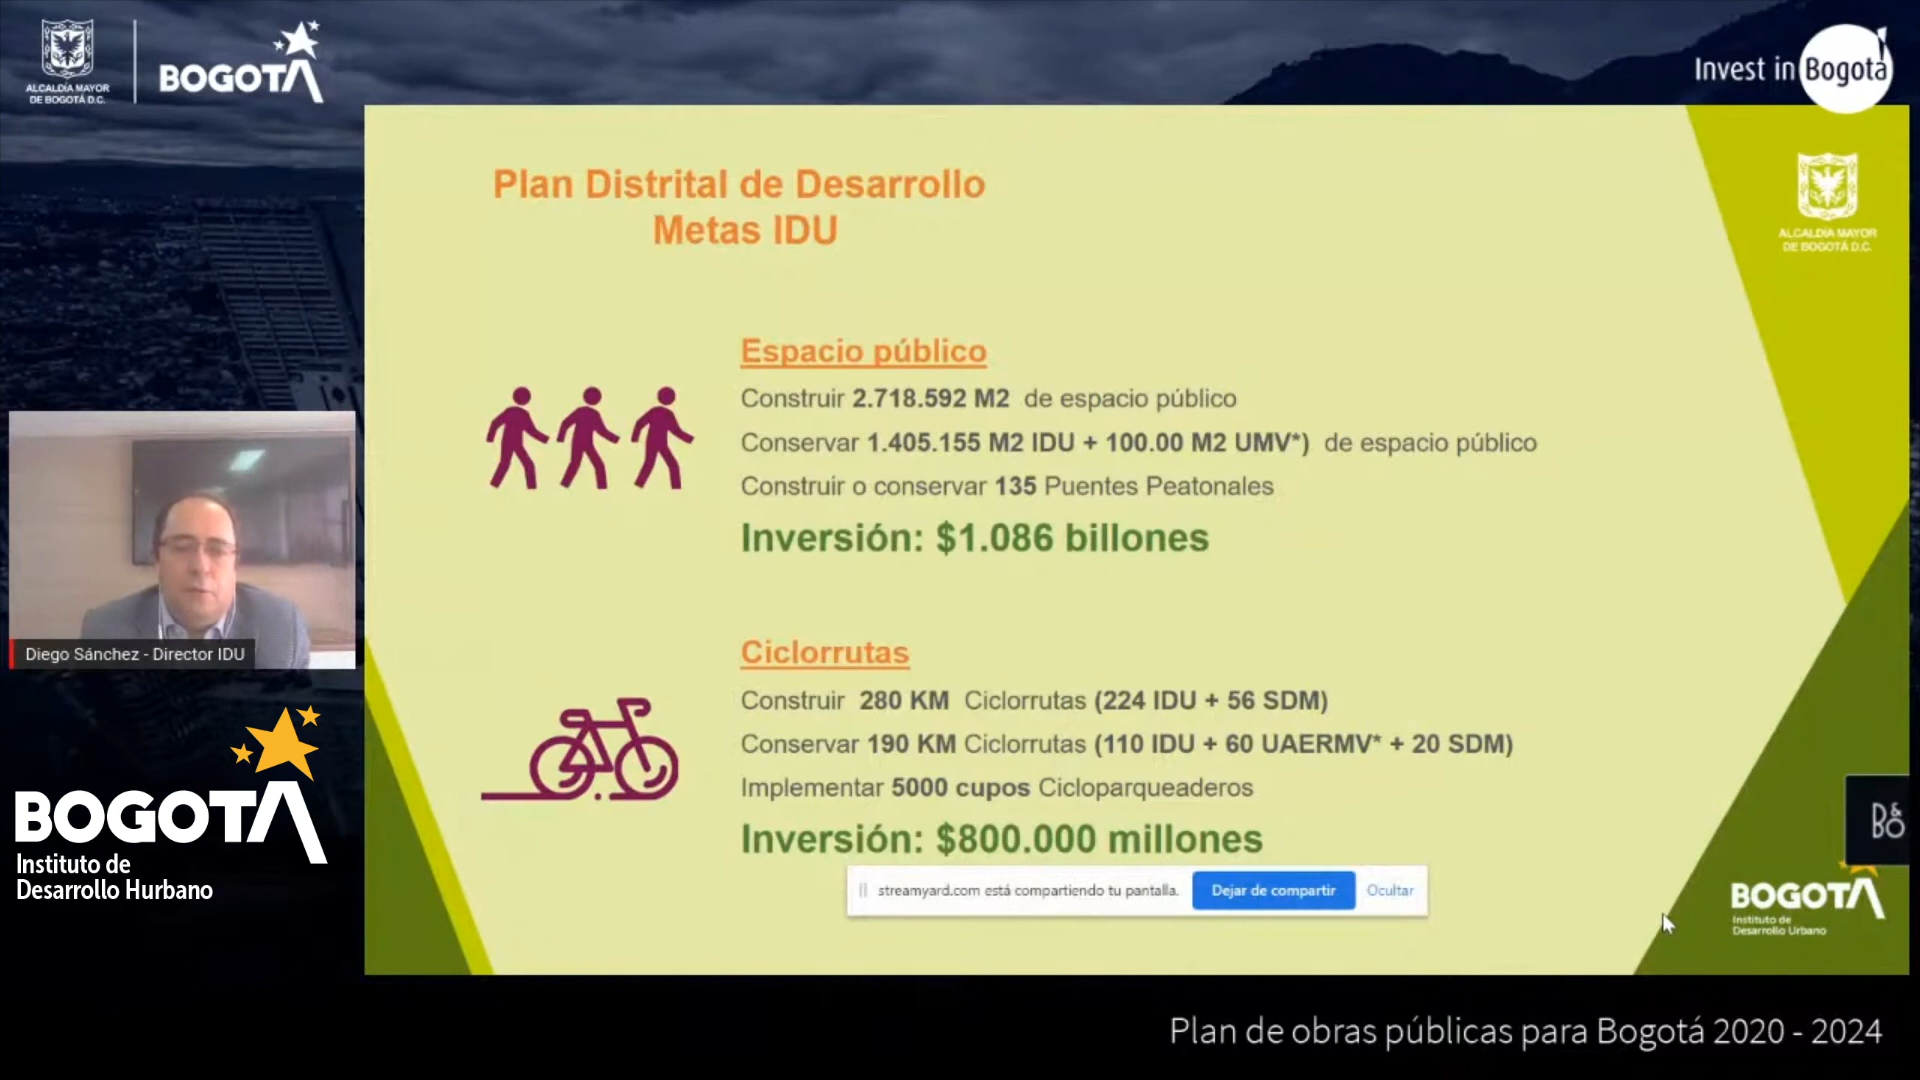 ALCALDÍA MAYOR
DE BOGOTÁ D.C.
BOGOTÁ
Invest in Bogotá
Plan Distrital de Desarrollo
Metas IDU
ALCALDÍA MAYOR
DE BOGOTÁ D.C.
Espacio público
Construir 2.718.592 M2 de espacio público
Conservar 1.405.155 M2 IDU + 100.00 M2 UMV*) de espacio público
Construir o conservar 135 Puentes Peatonales
Inversión: $1.086 billones
Diego Sánchez - Director IDU
Ciclorrutas
Construir 280 KM Ciclorrutas (224 IDU + 56 SDM)
Conservar 190 KM Ciclorrutas (110 IDU + 60 UAERMV* + 20 SDM)
Implementar 5000 cupos Cicloparqueaderos
Inversión: $800.000 millones
BOGOTÁ
Instituto de
Desarrollo Hurbano
streamyard.com está compartiendo tu pantalla.
Dejar de compartir
Ocultar
B&O
BOGOTÁ
Instituto de
Desarrollo Urbano
Plan de obras públicas para Bogotá 2020 - 2024